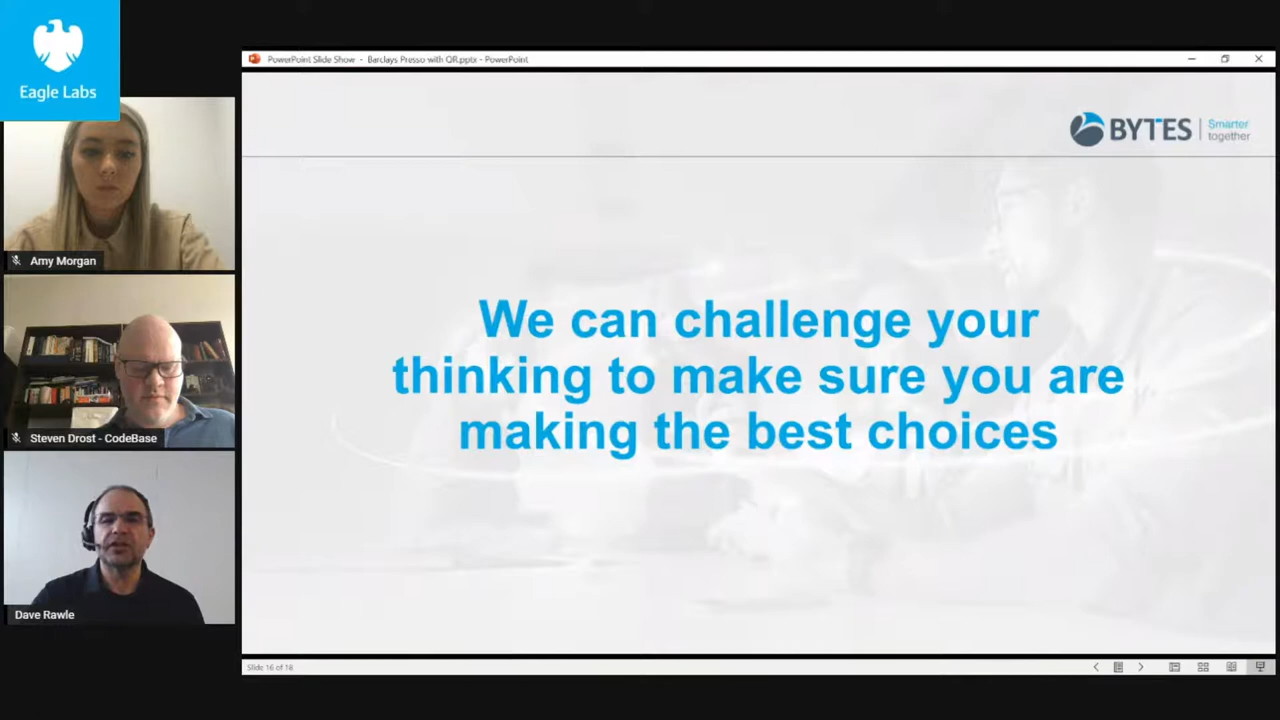 Eagle Labs
PowerPoint Slide Show - Barclays Presso with QR.pptx - PowerPoint
BYTES
Smarter
together
Amy Morgan
We can challenge your
thinking to make sure you are
making the best choices
Steven Drost - CodeBase
Dave Rawle
Slide 16 of 18